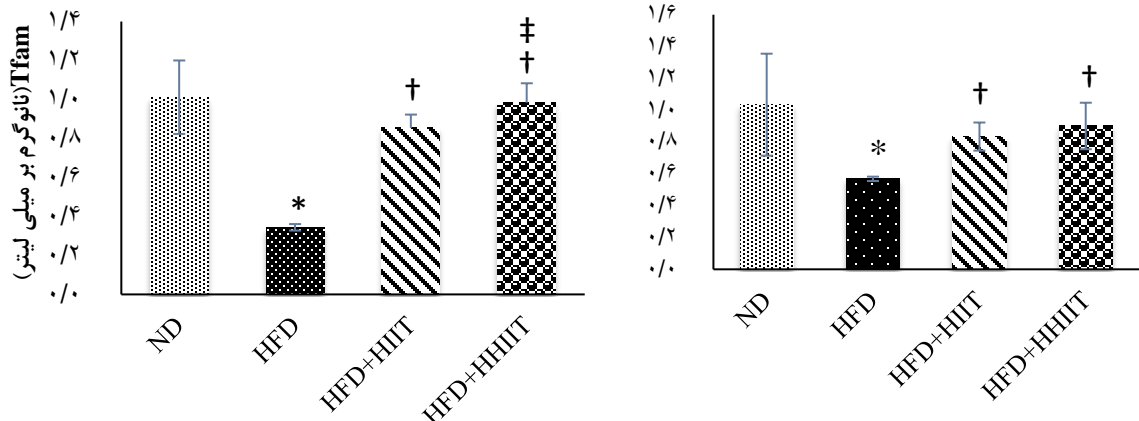 Tfam(نانوگرم بر میلی لیتر)
۱/۴
۱/۲
۱/۰
۰/۸
۰/۶
۰/۴
۰/۲
۰/۰
*
†
‡
†
ND
HFD
HFD+HIIT
HFD+HHIIT
۱/۶
۱/۴
۱/۲
۱/۰
۰/۸
۰/۶
۰/۴
۰/۲
۰/۰
*
†
†
ND
HFD
HFD+HIIT
HFD+HHIIT